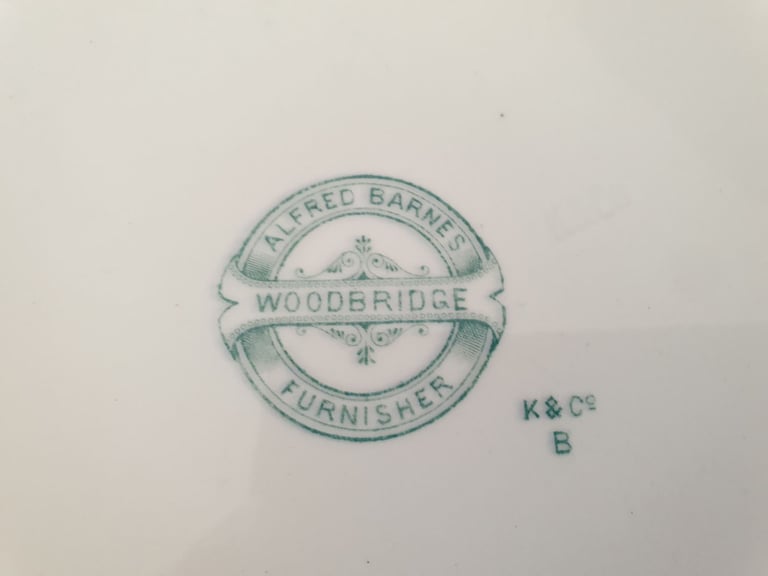 ALFRED BARNES
WOODBRIDGE
FURNISHER
K & Cº
B